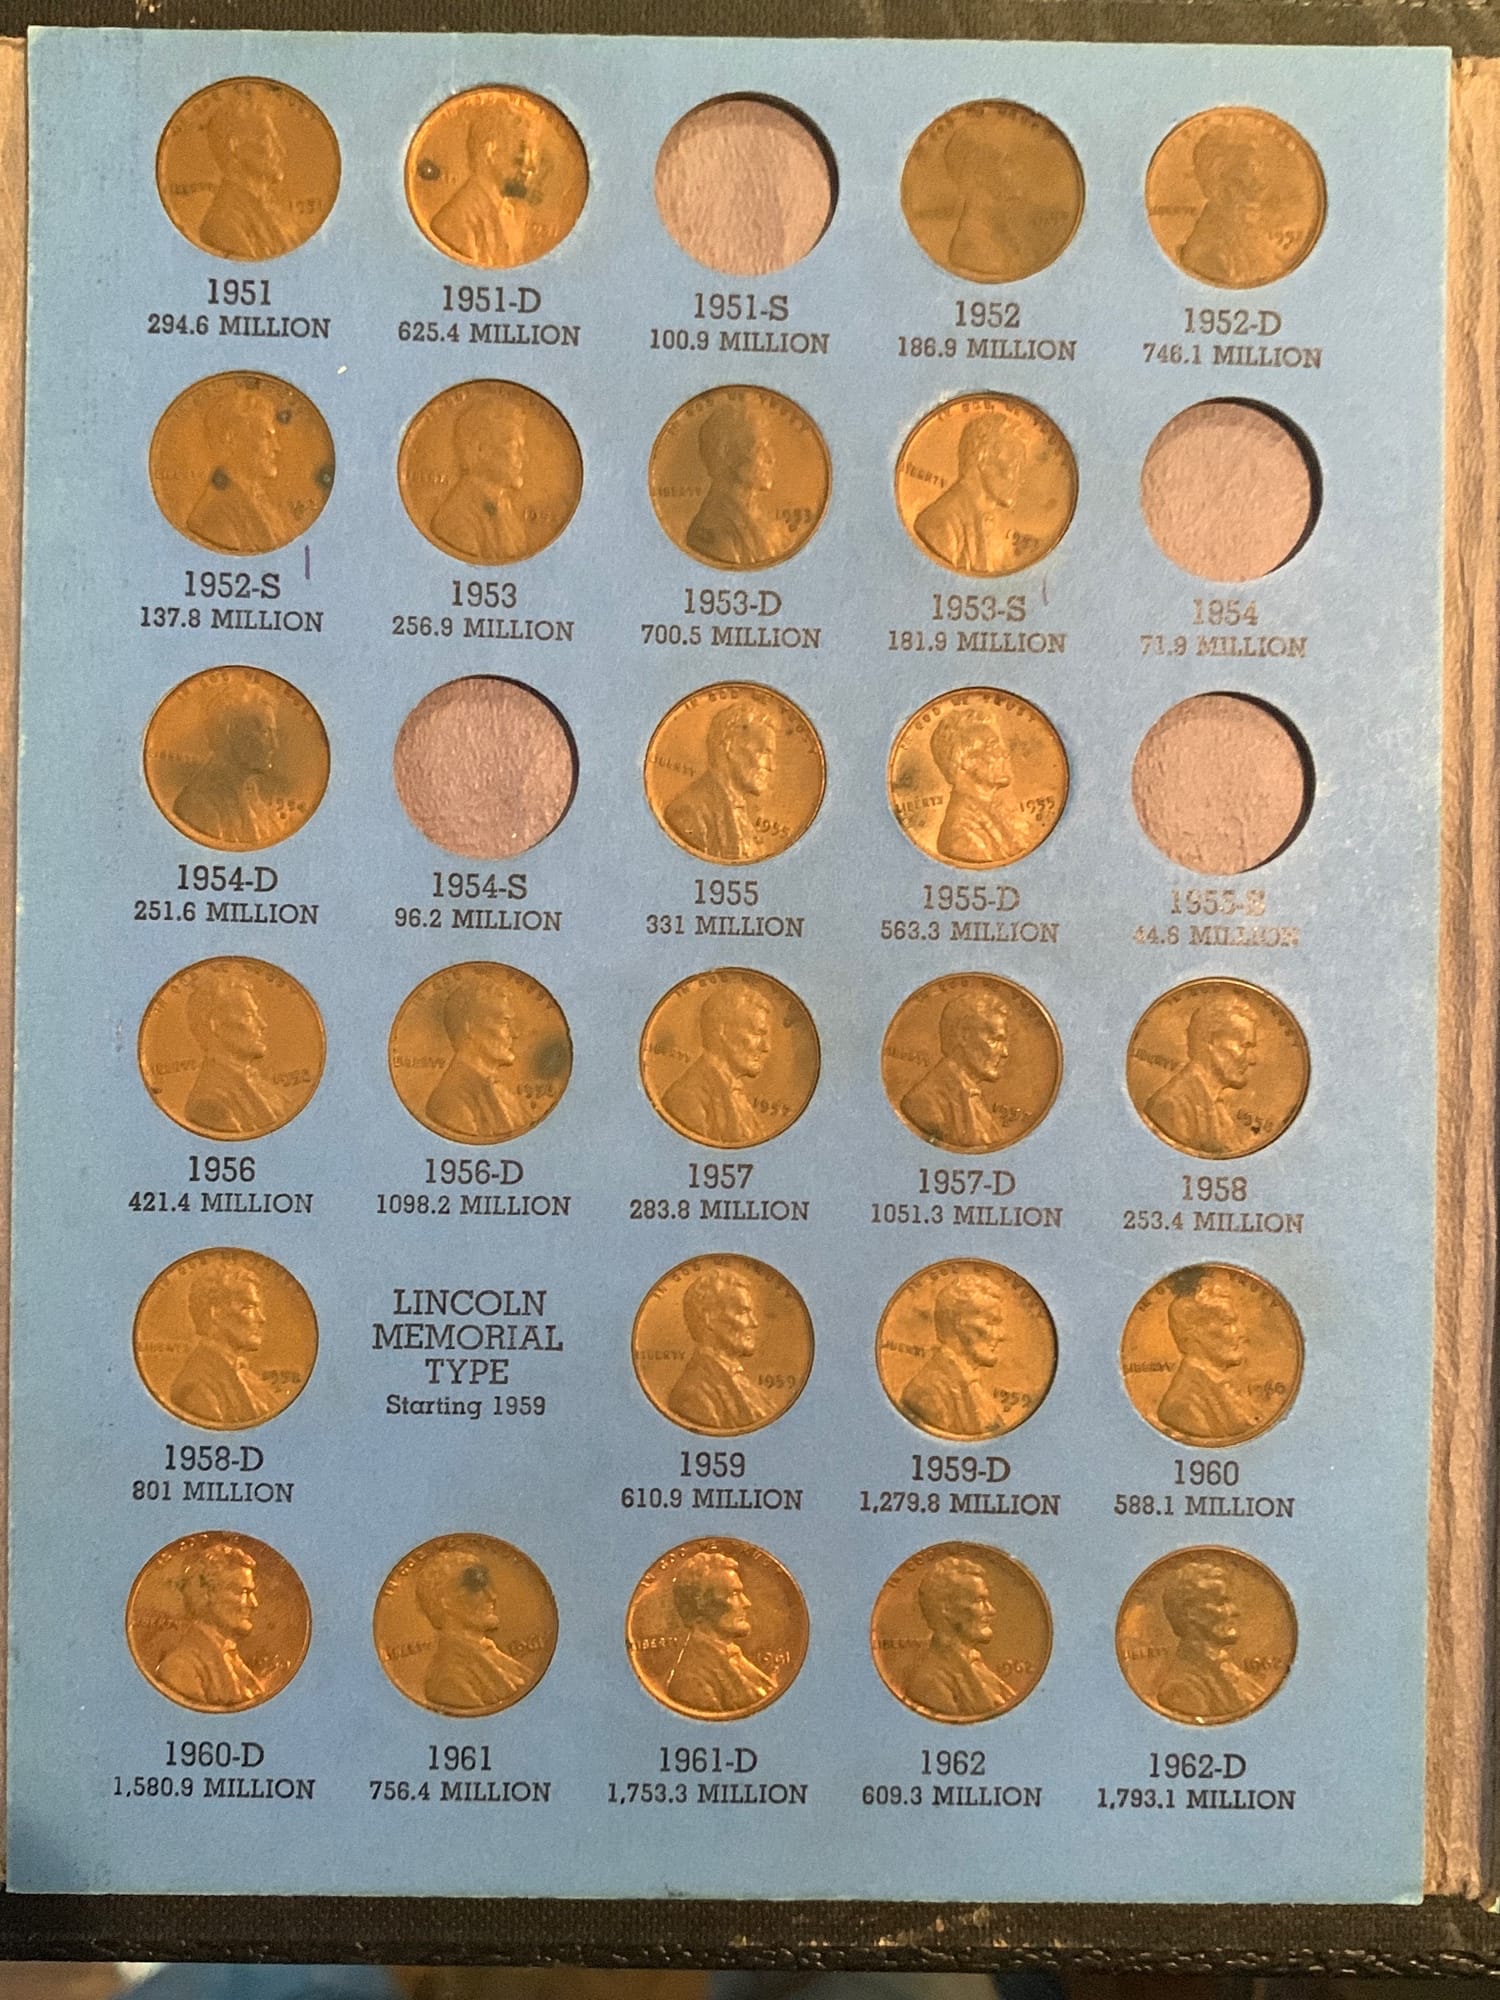 1951 1951-D 1951-S 1952 1952-D
294.6 MILLION 625.4 MILLION 100.9 MILLION 186.9 MILLION 746.1 MILLION
1952-S 1953 1953-D 1953-S 1954
137.8 MILLION 256.9 MILLION 700.5 MILLION 181.9 MILLION 71.9 MILLION
1954-D 1954-S 1955 1955-D 1955-S
251.6 MILLION 96.2 MILLION 331 MILLION 563.3 MILLION 44.6 MILLION
1956 1956-D 1957 1957-D 1958
421.4 MILLION 1098.2 MILLION 283.8 MILLION 1051.3 MILLION 253.4 MILLION
LINCOLN
MEMORIAL
TYPE
Starting 1959
1958-D 1959 1959-D 1960
801 MILLION 610.9 MILLION 1,279.8 MILLION 588.1 MILLION
1960-D 1961 1961-D 1962 1962-D
1,580.9 MILLION 756.4 MILLION 1,753.3 MILLION 609.3 MILLION 1,793.1 MILLION